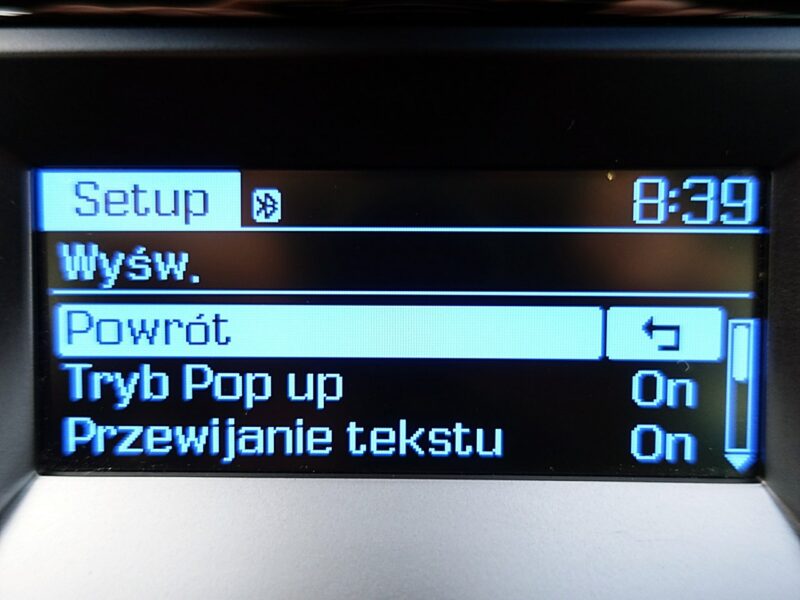 Setup 8:39
Wyśw.
Powrót
Tryb Pop up On
Przewijanie tekstu On